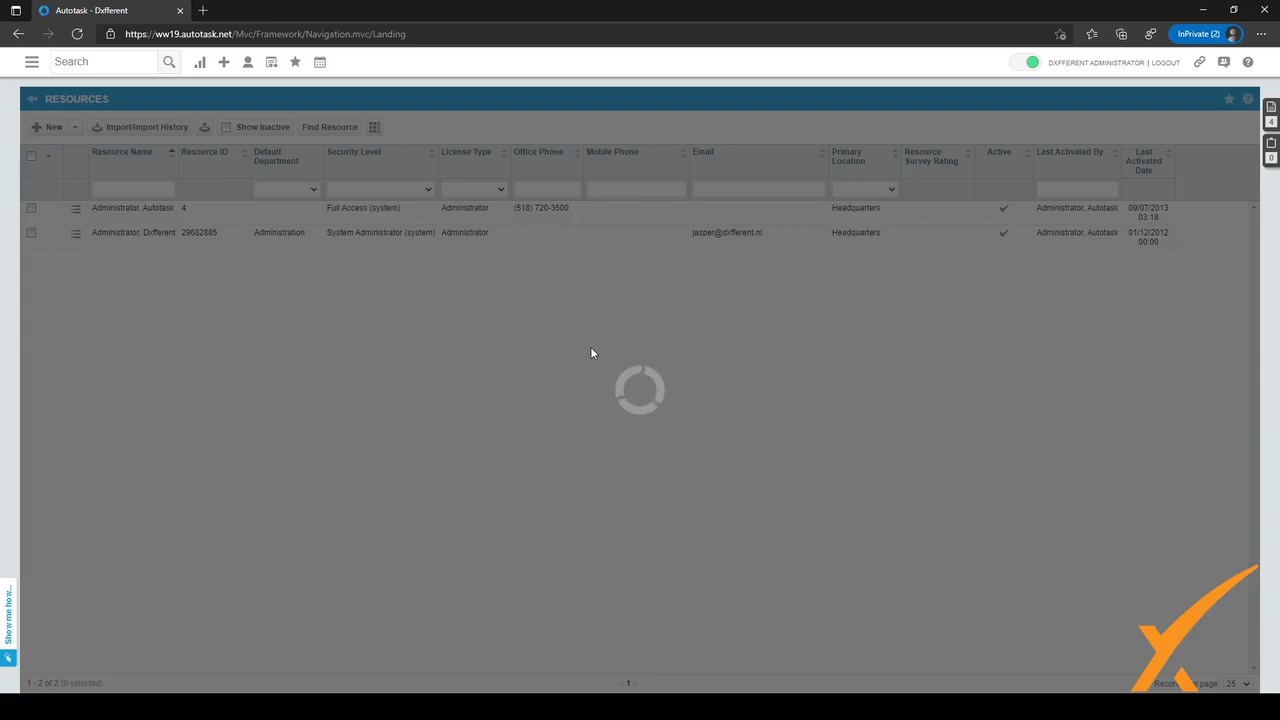 Autotask - Dxfferent
https://ww19.autotask.net/Mvc/Framework/Navigation.mvc/Landing
InPrivate (2)
Search
DXFFERENT ADMINISTRATOR | LOGOUT
RESOURCES
New
Import/Import History
Show Inactive
Find Resource
4
0
Resource Name
Resource ID
Default Department
Security Level
License Type
Office Phone
Mobile Phone
Email
Primary Location
Resource Survey Rating
Active
Last Activated By
Last Activated Date
Administrator, Autotask 4 Full Access (system) Administrator (518) 720-3500 Headquarters Administrator, Autotask 09/07/2013 03:18
Administrator, Dxfferent 29682885 Administration System Administrator (system) Administrator jasper@dxfferent.nl Headquarters Administrator, Autotask 01/12/2012 00:00
Show me how...
1 - 2 of 2 (0 selected)
1
page: 25